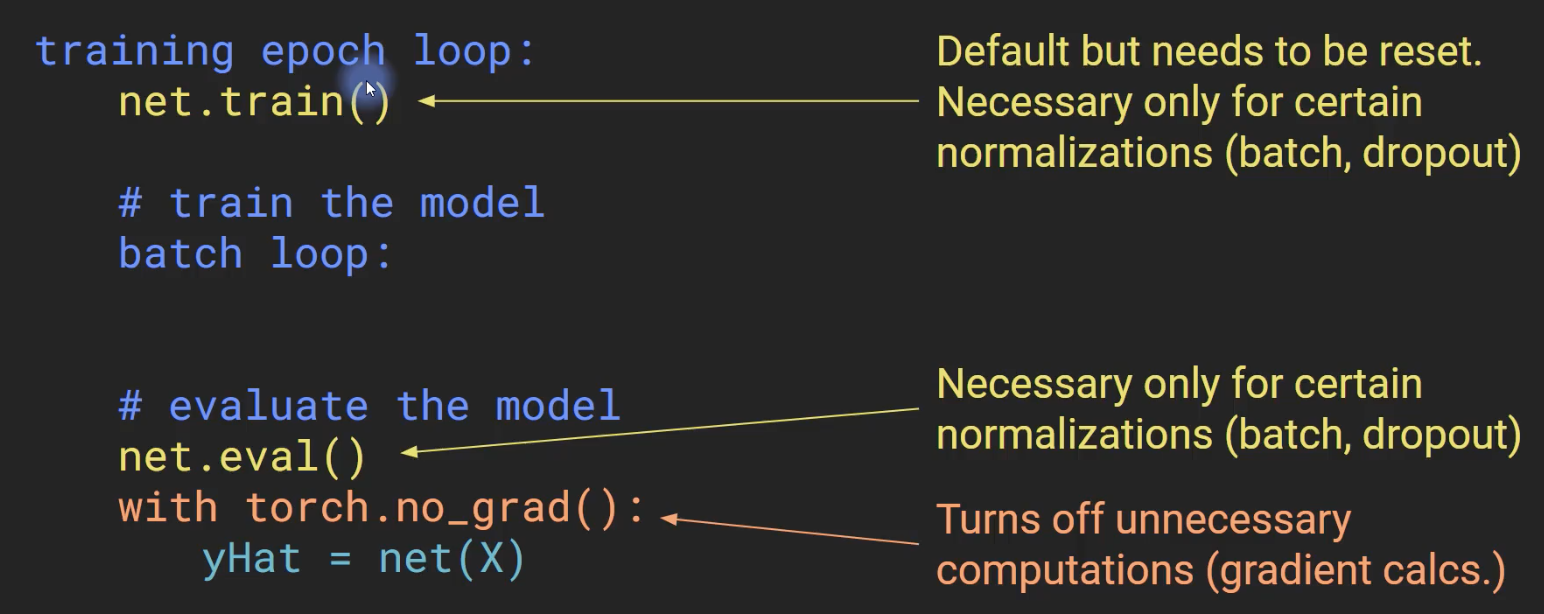 training epoch loop:
net.train()
Default but needs to be reset.
Necessary only for certain
normalizations (batch, dropout)
# train the model
batch loop:
# evaluate the model
net.eval()
Necessary only for certain
normalizations (batch, dropout)
with torch.no_grad():
yHat = net(X)
Turns off unnecessary
computations (gradient calcs.)